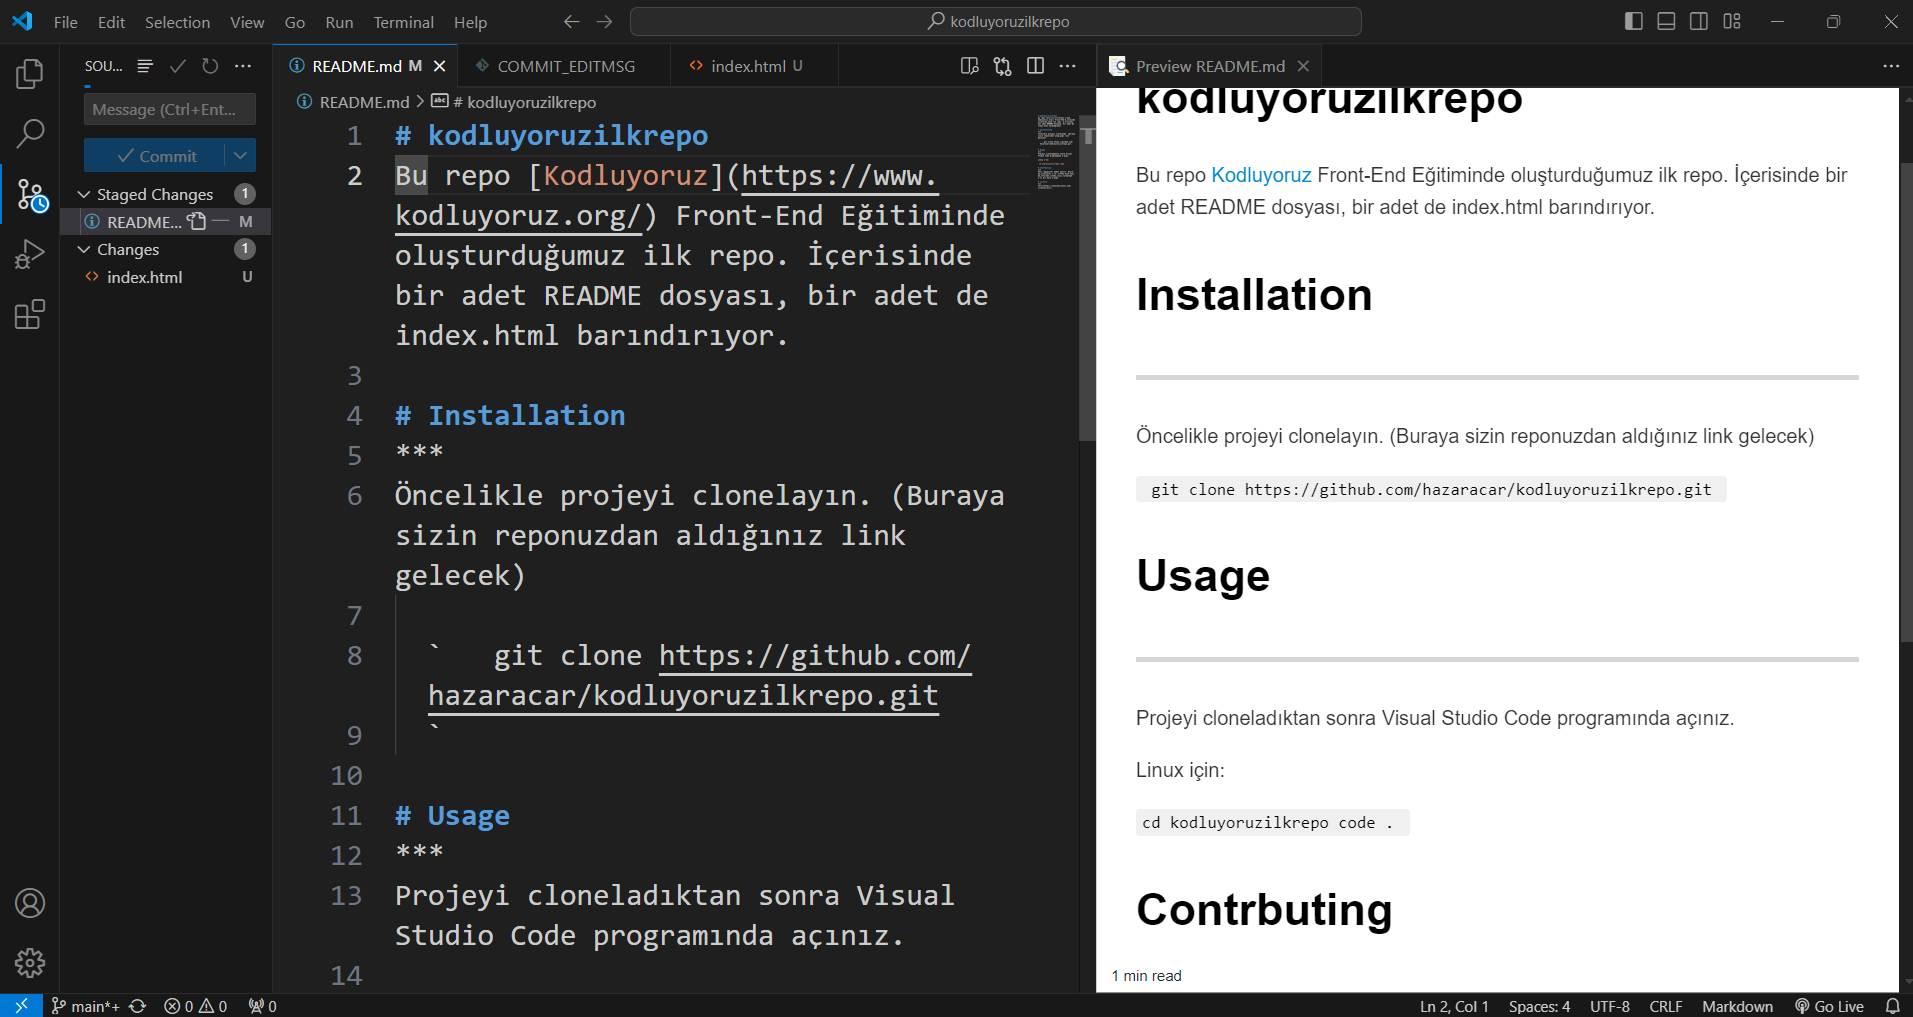 File Edit Selection View Go Run Terminal Help
kodluyoruzilkrepo
SOU...
Message (Ctrl+Ent...
Commit
Staged Changes 1
README... M
Changes 1
index.html U
README.md M
COMMIT_EDITMSG
index.html U
README.md > # kodluyoruzilkrepo
1 # kodluyoruzilkrepo
2 Bu repo [Kodluyoruz](https://www.
kodluyoruz.org/) Front-End Eğitiminde
oluşturduğumuz ilk repo. İçerisinde
bir adet README dosyası, bir adet de
index.html barındırıyor.
3
4 # Installation
5 ***
6 Öncelikle projeyi clonelayın. (Buraya
sizin reponuzdan aldığınız link
gelecek)
7
8 `   git clone https://github.com/
hazaracar/kodluyoruzilkrepo.git
9 `
10
11 # Usage
12 ***
13 Projeyi cloneladıktan sonra Visual
Studio Code programında açınız.
14
Preview README.md
kodluyoruzilkrepo
Bu repo Kodluyoruz Front-End Eğitiminde oluşturduğumuz ilk repo. İçerisinde bir
adet README dosyası, bir adet de index.html barındırıyor.
Installation
Öncelikle projeyi clonelayın. (Buraya sizin reponuzdan aldığınız link gelecek)
git clone https://github.com/hazaracar/kodluyoruzilkrepo.git
Usage
Projeyi cloneladıktan sonra Visual Studio Code programında açınız.
Linux için:
cd kodluyoruzilkrepo code .
Contrbuting
1 min read
main*+ 0 0 0
Ln 2, Col 1 Spaces: 4 UTF-8 CRLF Markdown Go Live